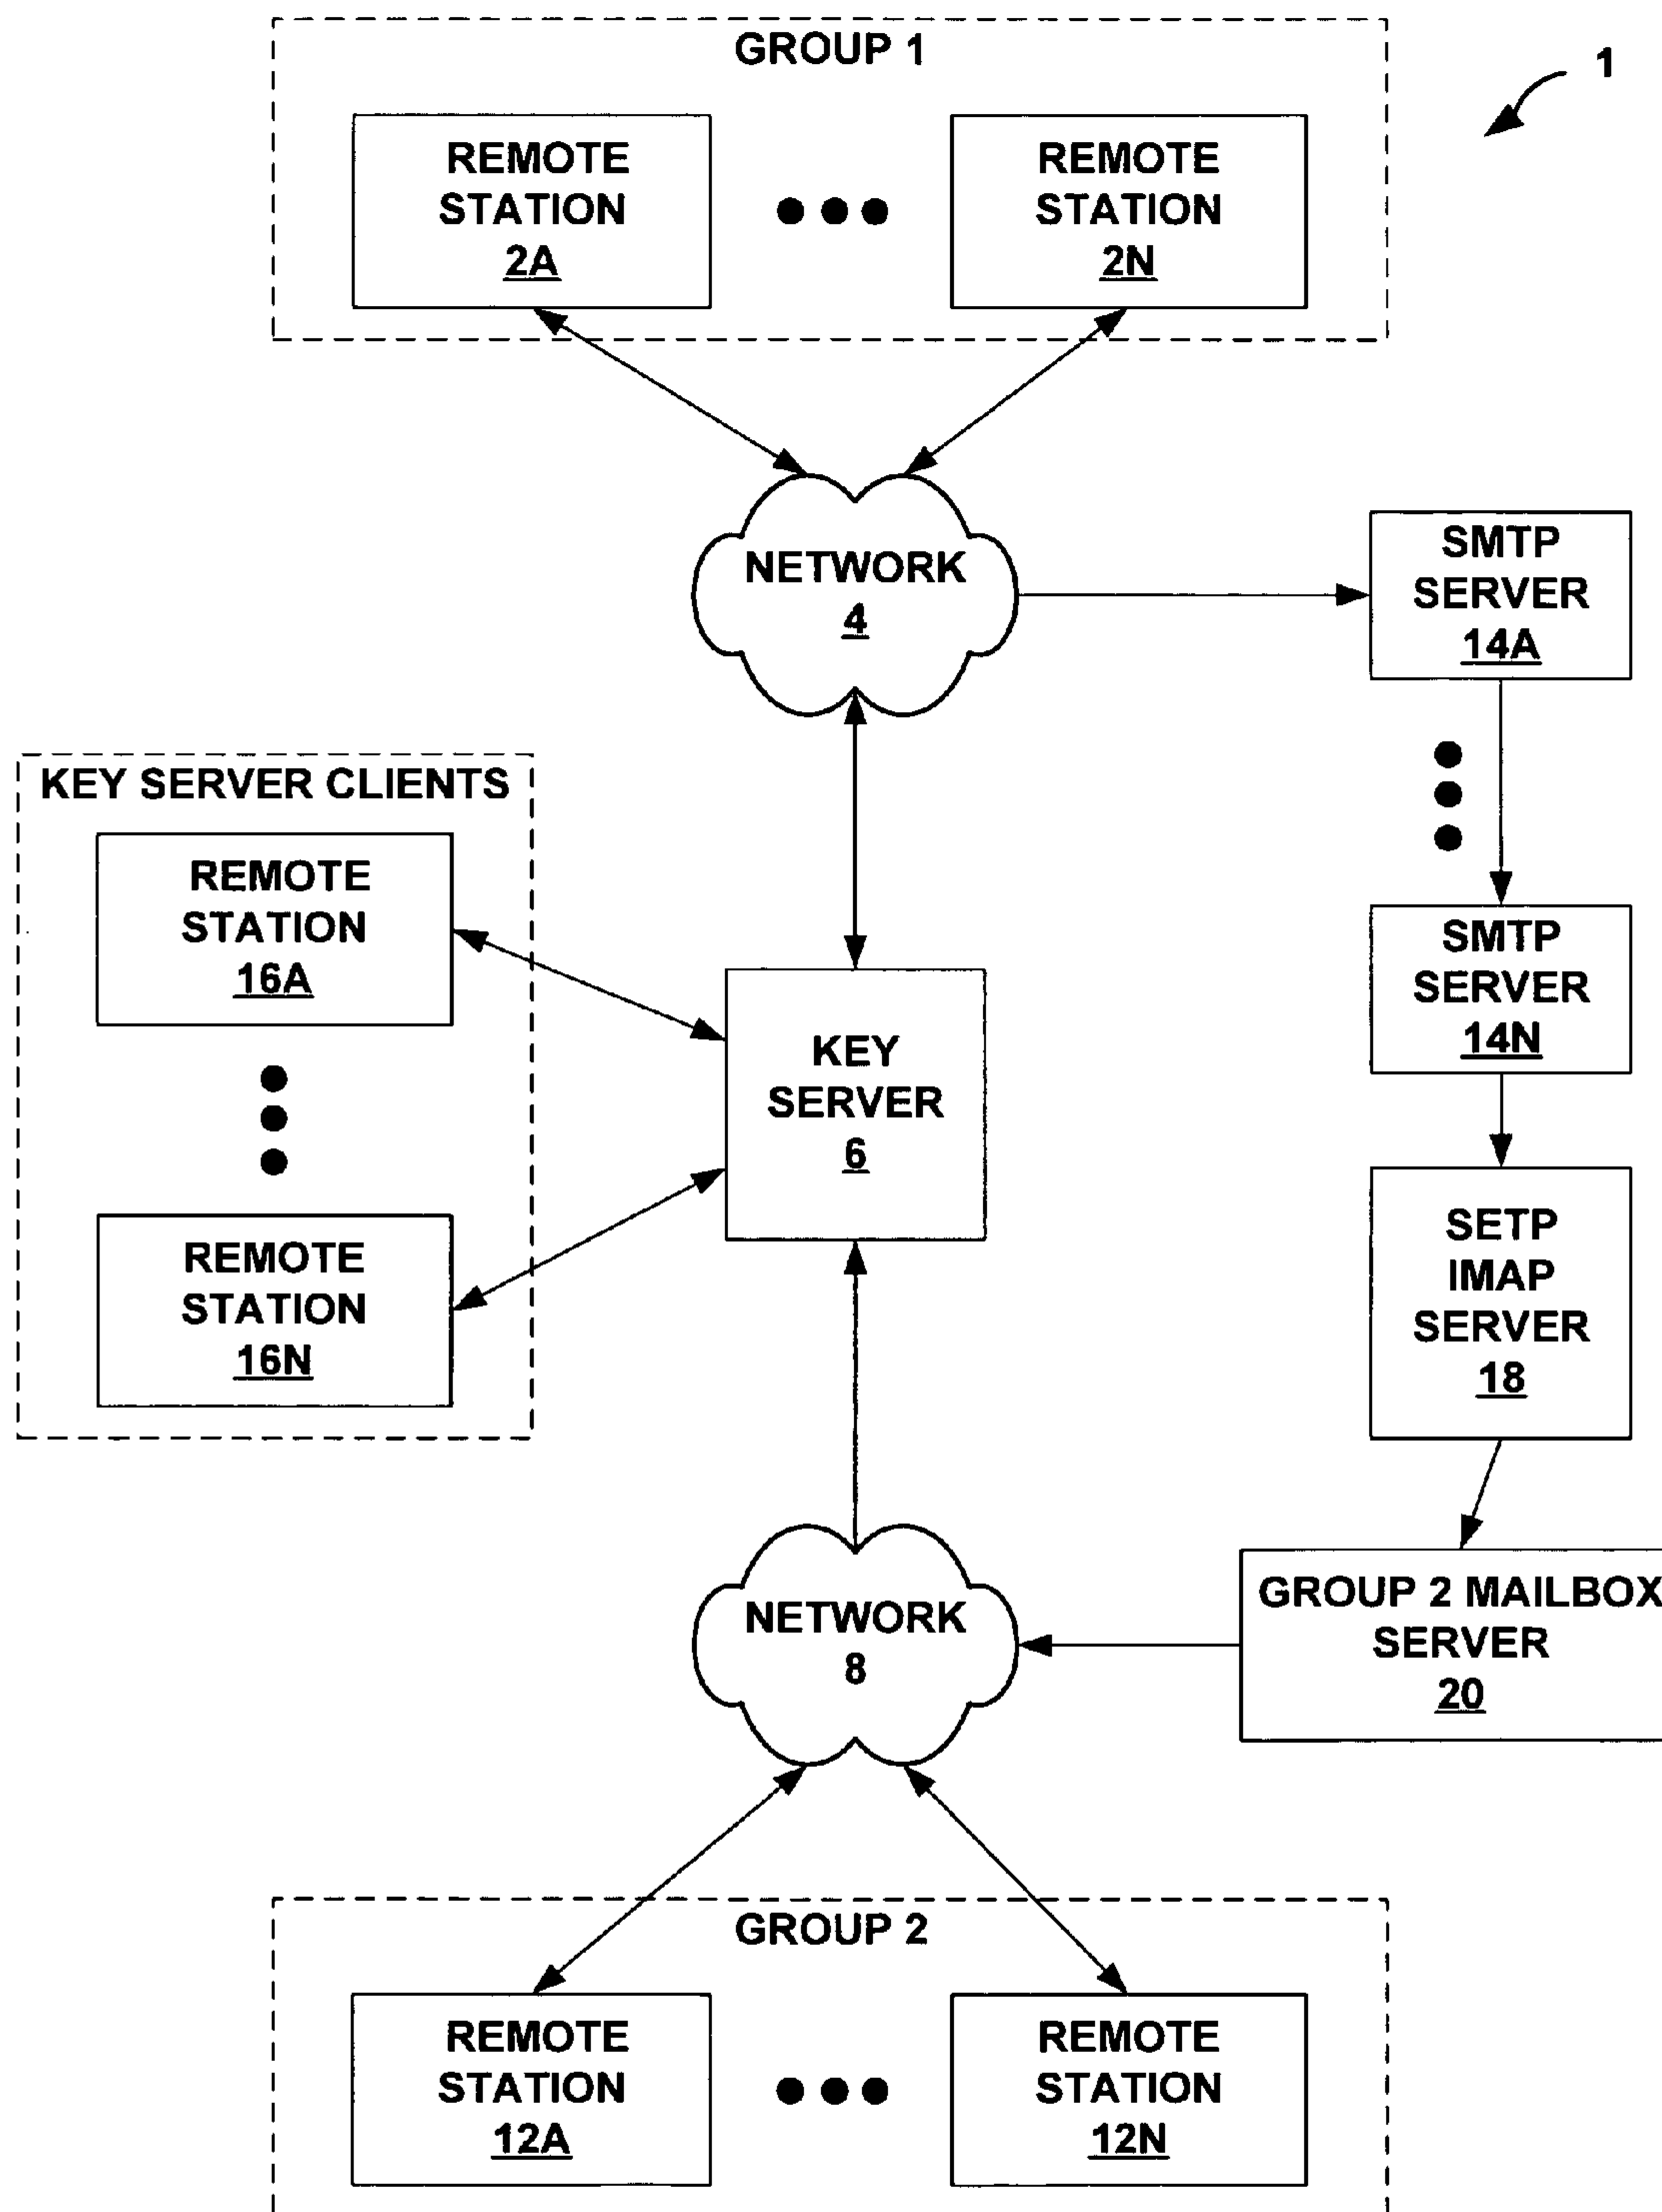 GROUP 1
1
REMOTE
STATION
2A
REMOTE
STATION
2N
NETWORK
4
SMTP
SERVER
14A
KEY SERVER CLIENTS
REMOTE
STATION
16A
SMTP
SERVER
14N
KEY
SERVER
6
REMOTE
STATION
16N
SETP
IMAP
SERVER
18
NETWORK
8
GROUP 2 MAILBOX
SERVER
20
GROUP 2
REMOTE
STATION
12A
REMOTE
STATION
12N